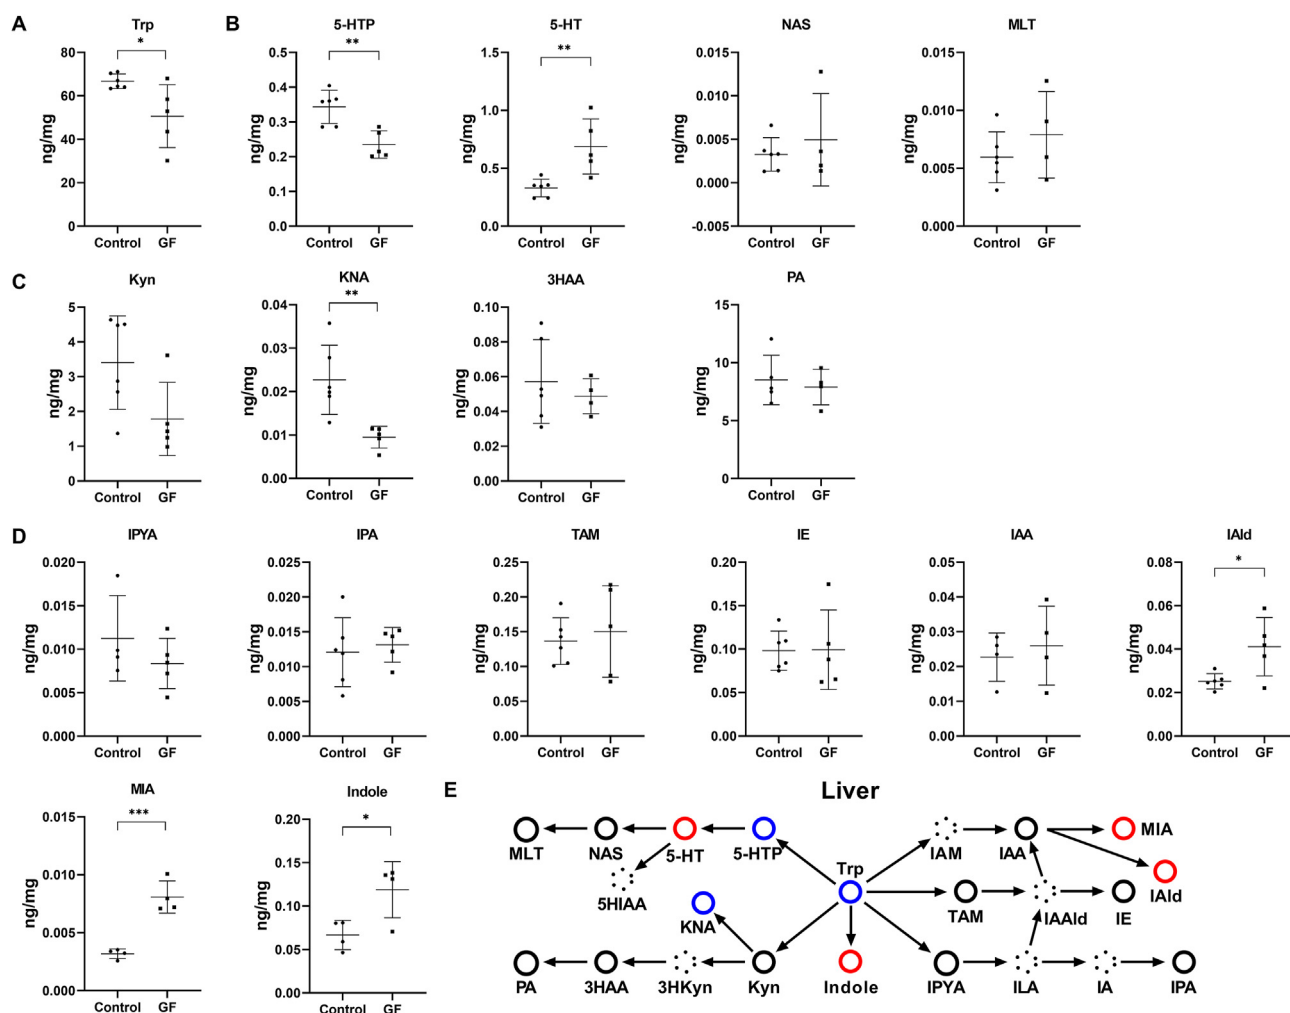 A
Trp
*
80
60
40
20
0
ng/mg
Control GF
B
5-HTP
**
0.5
0.4
0.3
0.2
0.1
0.0
ng/mg
Control GF
5-HT
**
1.5
1.0
0.5
0.0
ng/mg
Control GF
NAS
0.015
0.010
0.005
0.000
-0.005
ng/mg
Control GF
MLT
0.015
0.010
0.005
0.000
ng/mg
Control GF
C
Kyn
5
4
3
2
1
0
ng/mg
Control GF
KNA
**
0.04
0.03
0.02
0.01
0.00
ng/mg
Control GF
3HAA
0.10
0.08
0.06
0.04
0.02
0.00
ng/mg
Control GF
PA
15
10
5
0
ng/mg
Control GF
D
IPYA
0.020
0.015
0.010
0.005
0.000
ng/mg
Control GF
IPA
0.025
0.020
0.015
0.010
0.005
0.000
ng/mg
Control GF
TAM
0.25
0.20
0.15
0.10
0.05
0.00
ng/mg
Control GF
IE
0.20
0.15
0.10
0.05
0.00
ng/mg
Control GF
IAA
0.05
0.04
0.03
0.02
0.01
0.00
ng/mg
Control GF
IAld
*
0.08
0.06
0.04
0.02
0.00
ng/mg
Control GF
MIA
***
0.015
0.010
0.005
0.000
ng/mg
Control GF
Indole
*
0.20
0.15
0.10
0.05
0.00
ng/mg
Control GF
E
Liver
MLT NAS 5-HT 5-HTP IAM IAA MIA
Trp
5HIAA TAM IAAld IE IAld
KNA
PA 3HAA 3HKyn Kyn Indole IPYA ILA IA IPA